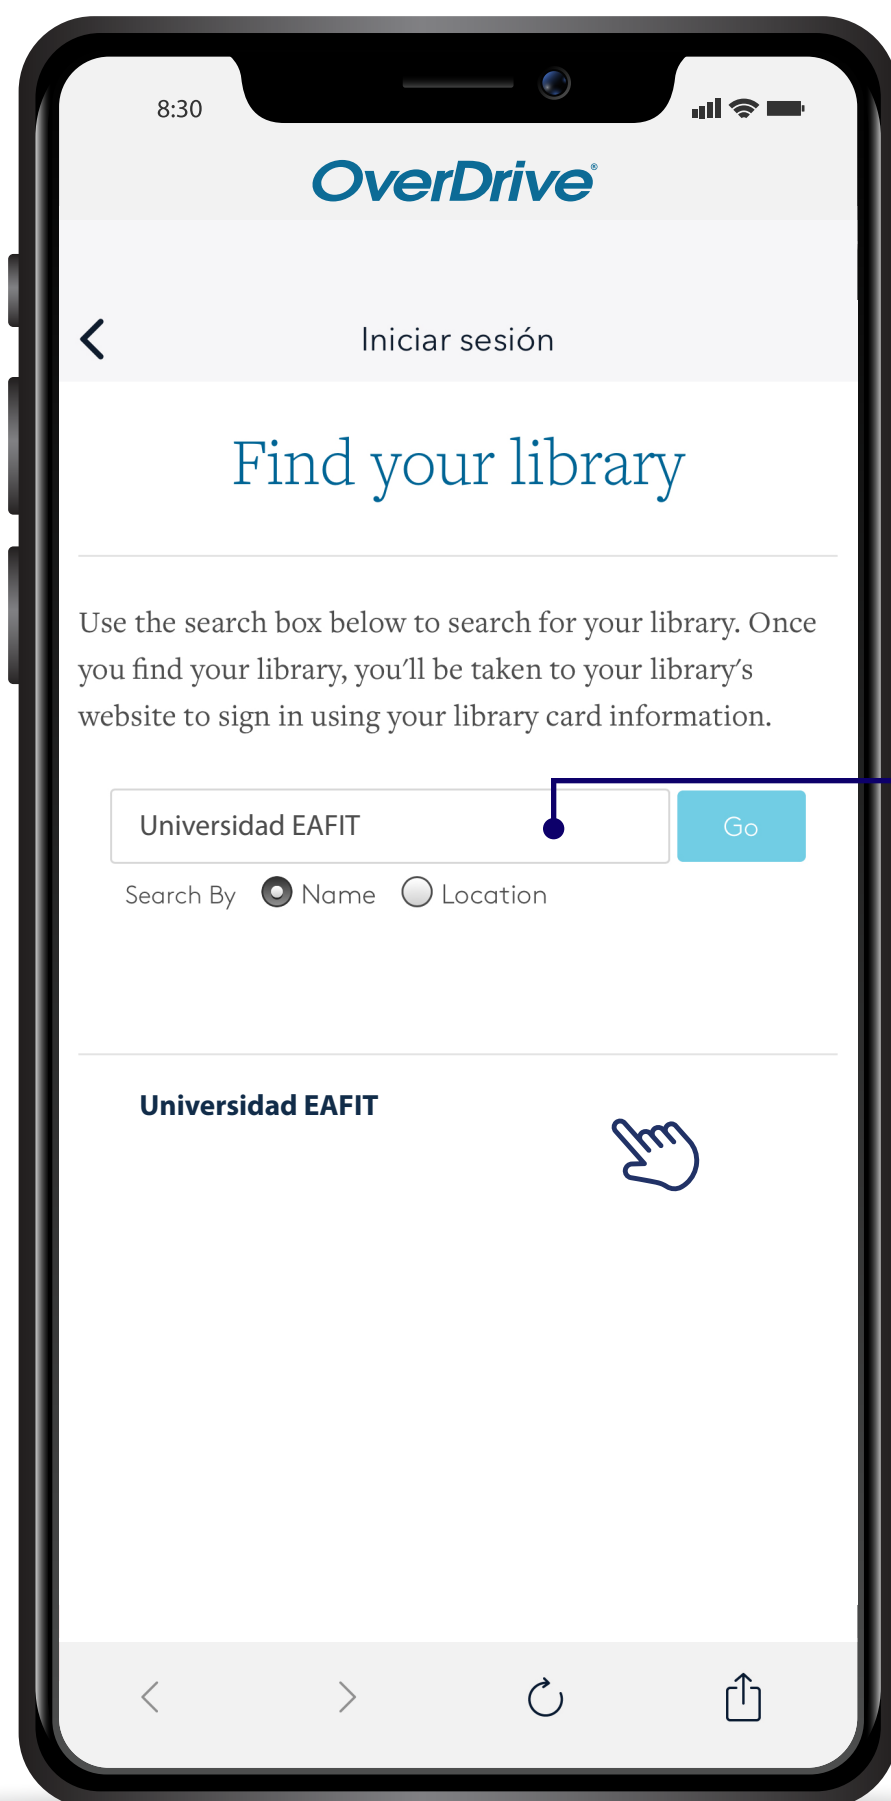 8:30
OverDrive®
Iniciar sesión
Find your library
Use the search box below to search for your library. Once
you find your library, you'll be taken to your library's
website to sign in using your library card information.
Universidad EAFIT
Go
Search By Name Location
Universidad EAFIT